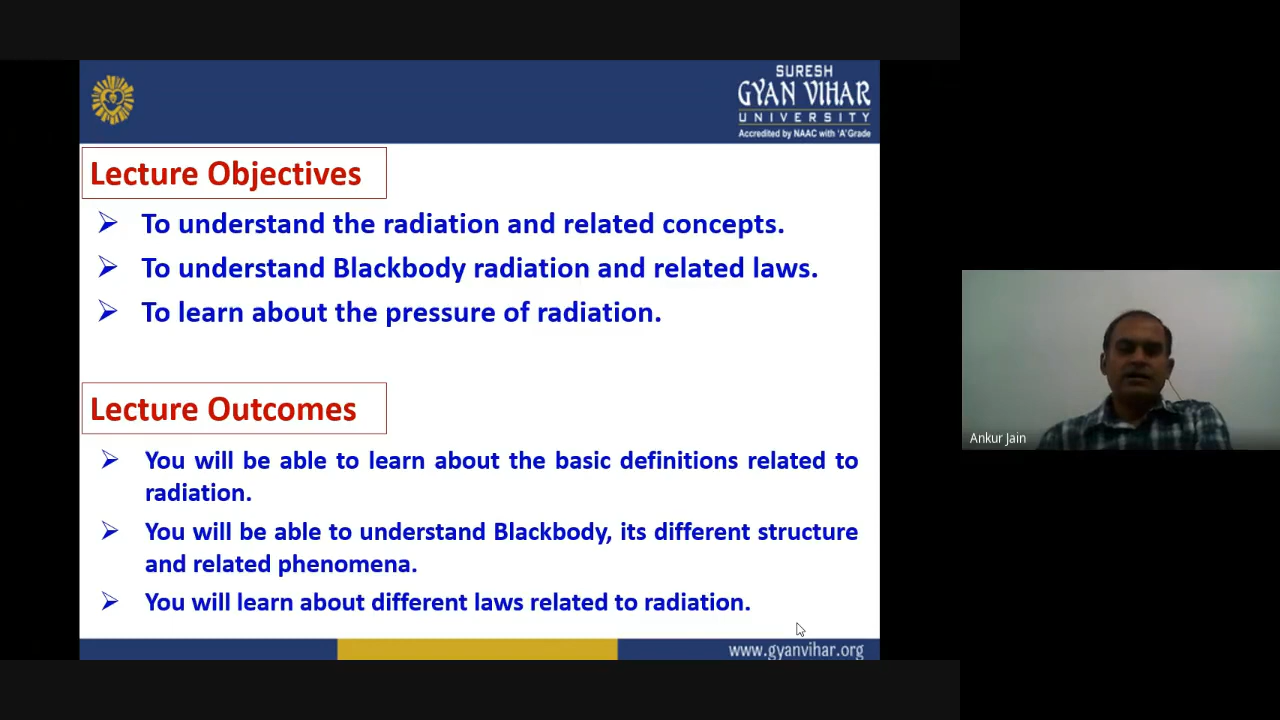 SURESH
GYAN VIHAR
UNIVERSITY
Accredited by NAAC with 'A' Grade
Lecture Objectives
To understand the radiation and related concepts.
To understand Blackbody radiation and related laws.
To learn about the pressure of radiation.
Lecture Outcomes
You will be able to learn about the basic definitions related to
radiation.
You will be able to understand Blackbody, its different structure
and related phenomena.
You will learn about different laws related to radiation.
www.gyanvihar.org
Ankur Jain